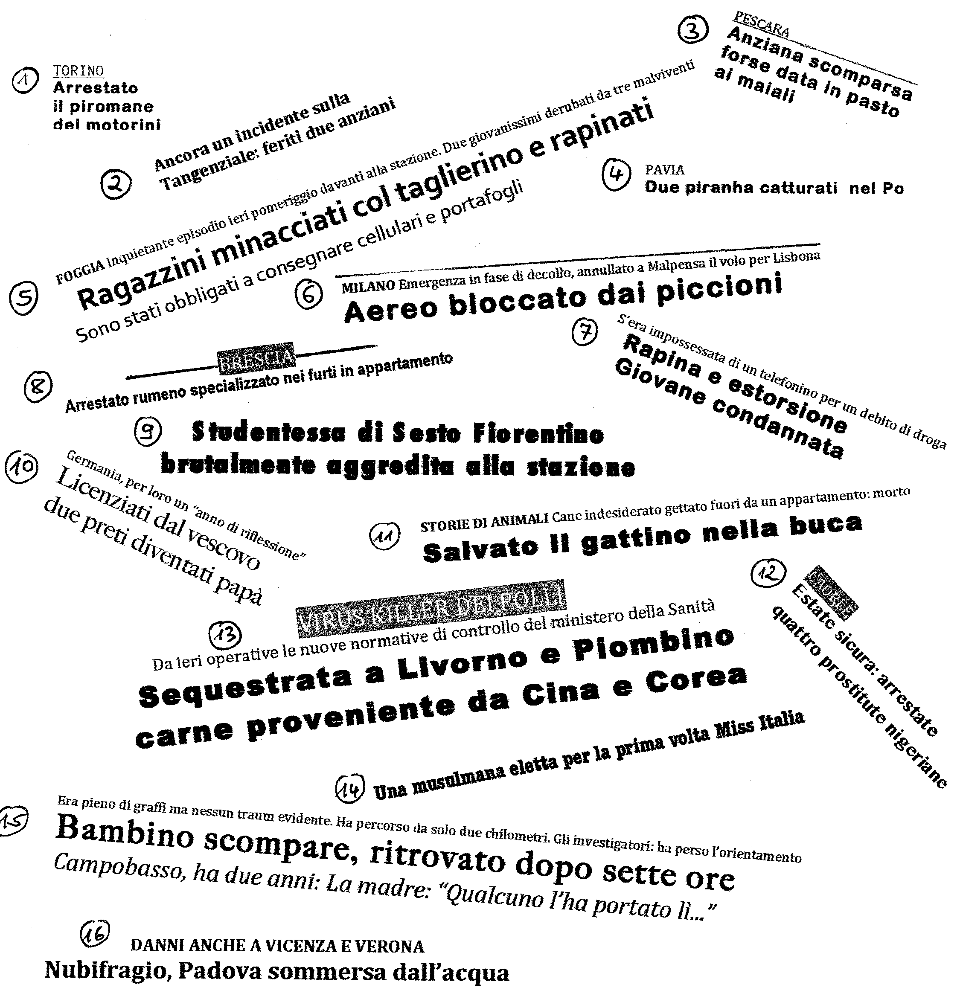 1
TORINO
Arrestato
il piromane
dei motorini
2
Ancora un incidente sulla
Tangenziale: feriti due anziani
3
PESCARA
Anziana scomparsa
forse data in pasto
ai maiali
4
PAVIA
Due piranha catturati nel Po
5
FOGGIA Inquietante episodio ieri pomeriggio davanti alla stazione. Due giovanissimi derubati da tre malviventi
Ragazzini minacciati col taglierino e rapinati
Sono stati obbligati a consegnare cellulari e portafogli
6
MILANO Emergenza in fase di decollo, annullato a Malpensa il volo per Lisbona
Aereo bloccato dai piccioni
7
S'era impossessata di un telefonino per un debito di droga
Rapina e estorsione
Giovane condannata
8
BRESCIA
Arrestato rumeno specializzato nei furti in appartamento
9
Studentessa di Sesto Fiorentino
brutalmente aggredita alla stazione
10
Germania, per loro un "anno di riflessione"
Licenziati dal vescovo
due preti diventati papà
11
STORIE DI ANIMALI Cane indesiderato gettato fuori da un appartamento: morto
Salvato il gattino nella buca
12
CAORLE
Estate sicura: arrestate
quattro prostitute nigeriane
13
VIRUS KILLER DEI POLLI
Da ieri operative le nuove normative di controllo del ministero della Sanità
Sequestrata a Livorno e Piombino
carne proveniente da Cina e Corea
14
Una musulmana eletta per la prima volta Miss Italia
15
Era pieno di graffi ma nessun traum evidente. Ha percorso da solo due chilometri. Gli investigatori: ha perso l'orientamento
Bambino scompare, ritrovato dopo sette ore
Campobasso, ha due anni: La madre: "Qualcuno l'ha portato lì..."
16
DANNI ANCHE A VICENZA E VERONA
Nubifragio, Padova sommersa dall'acqua